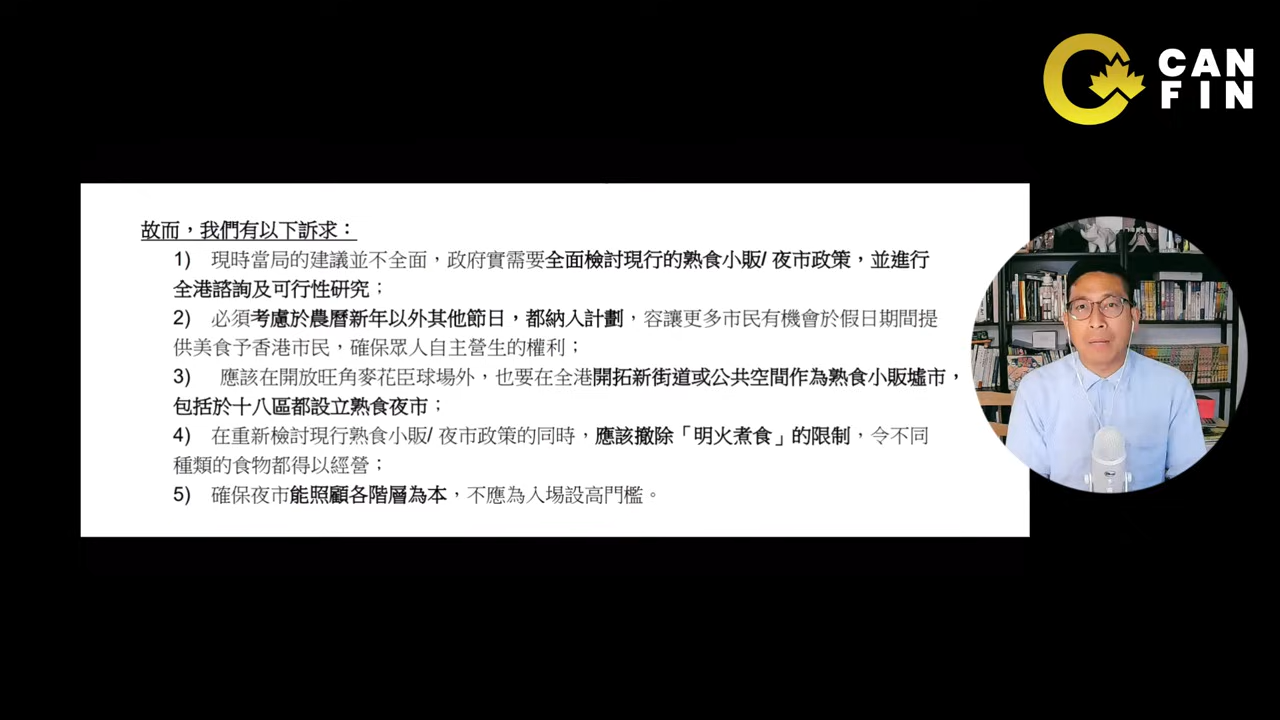 CAN
FIN
故而，我們有以下訴求：
1) 現時當局的建議並不全面，政府實需要全面檢討現行的熟食小販/ 夜市政策，並進行
全港諮詢及可行性研究；
2) 必須考慮於農曆新年以外其他節日，都納入計劃，容讓更多市民有機會於假日期間提
供美食予香港市民，確保眾人自主營生的權利；
3) 應該在開放旺角麥花臣球場外，也要在全港開拓新街道或公共空間作為熟食小販墟市，
包括於十八區都設立熟食夜市；
4) 在重新檢討現行熟食小販/ 夜市政策的同時，應該撤除「明火煮食」的限制，令不同
種類的食物都得以經營；
5) 確保夜市能照顧各階層為本，不應為入場設高門檻。